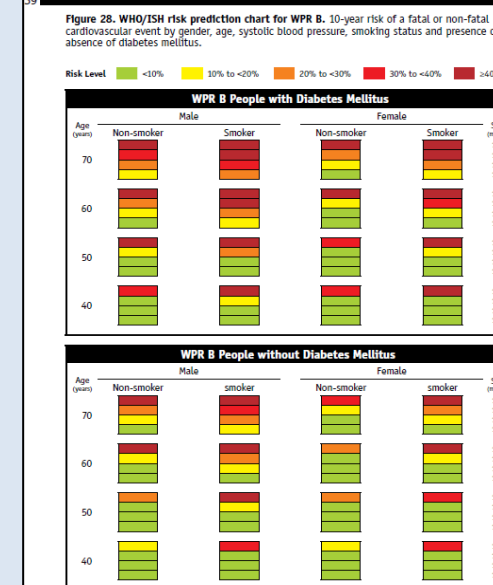 Figure 28. WHO/ISH risk prediction chart for WPR B. 10-year risk of a fatal or non-fatal
cardiovascular event by gender, age, systolic blood pressure, smoking status and presence
absence of diabetes mellitus.
Risk Level <10% 10% to <20% 20% to <30% 30% to <40%
WPR B People with Diabetes Mellitus
Male Female
Age
(years) Non-smoker Smoker Non-smoker Smoker
70
60
50
40
WPR B People without Diabetes Mellitus
Male Female
Age
(years) Non-smoker smoker Non-smoker smoker
70
60
50
40